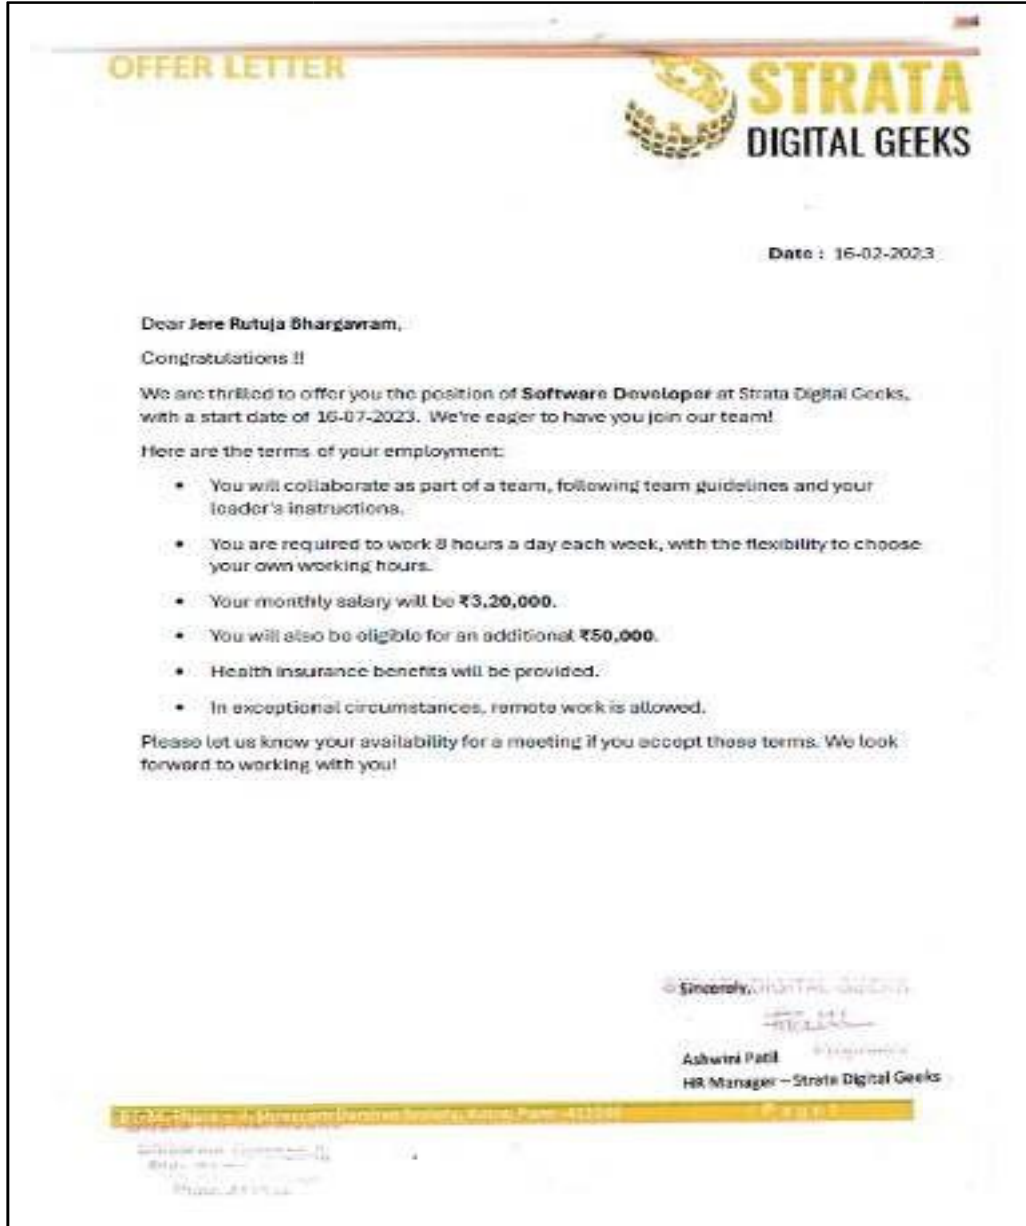 OFFER LETTER
STRATA
DIGITAL GEEKS
Date : 16-02-2023
Dear Jere Rutuja Bhargavram,
Congratulations !!
We are thrilled to offer you the position of Software Developer at Strata Digital Geeks,
with a start date of 16-07-2023. We're eager to have you join our team!
Here are the terms of your employment:
• You will collaborate as part of a team, following team guidelines and your
leader's instructions.
• You are required to work 8 hours a day each week, with the flexibility to choose
your own working hours.
• Your monthly salary will be ₹3,20,000.
• You will also be eligible for an additional ₹50,000.
• Health insurance benefits will be provided.
• In exceptional circumstances, remote work is allowed.
Please let us know your availability for a meeting if you accept these terms. We look
forward to working with you!
Sincerely, DIGITAL
Ashwini Patil
HR Manager – Strata Digital Geeks